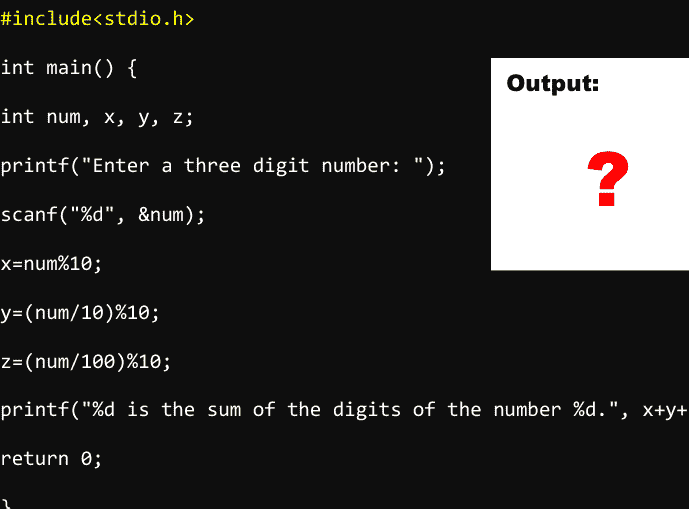 #include<stdio.h>
int main() {
Output:
int num, x, y, z;
printf("Enter a three digit number: ");
?
scanf("%d", &num);
x=num%10;
y=(num/10)%10;
z=(num/100)%10;
printf("%d is the sum of the digits of the number %d.", x+y+
return 0;
}